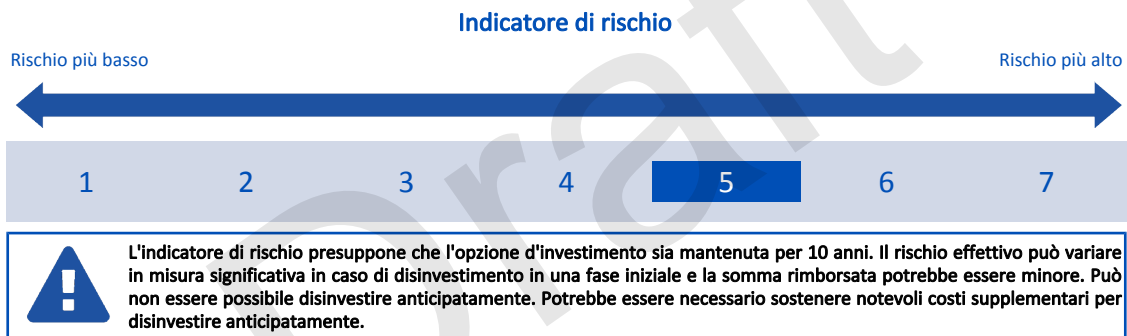 Indicatore di rischio
Rischio più basso
Rischio più alto
1 2 3 4 5 6 7
L'indicatore di rischio presuppone che l'opzione d'investimento sia mantenuta per 10 anni. Il rischio effettivo può variare
in misura significativa in caso di disinvestimento in una fase iniziale e la somma rimborsata potrebbe essere minore. Può
non essere possibile disinvestire anticipatamente. Potrebbe essere necessario sostenere notevoli costi supplementari per
disinvestire anticipatamente.
Draft